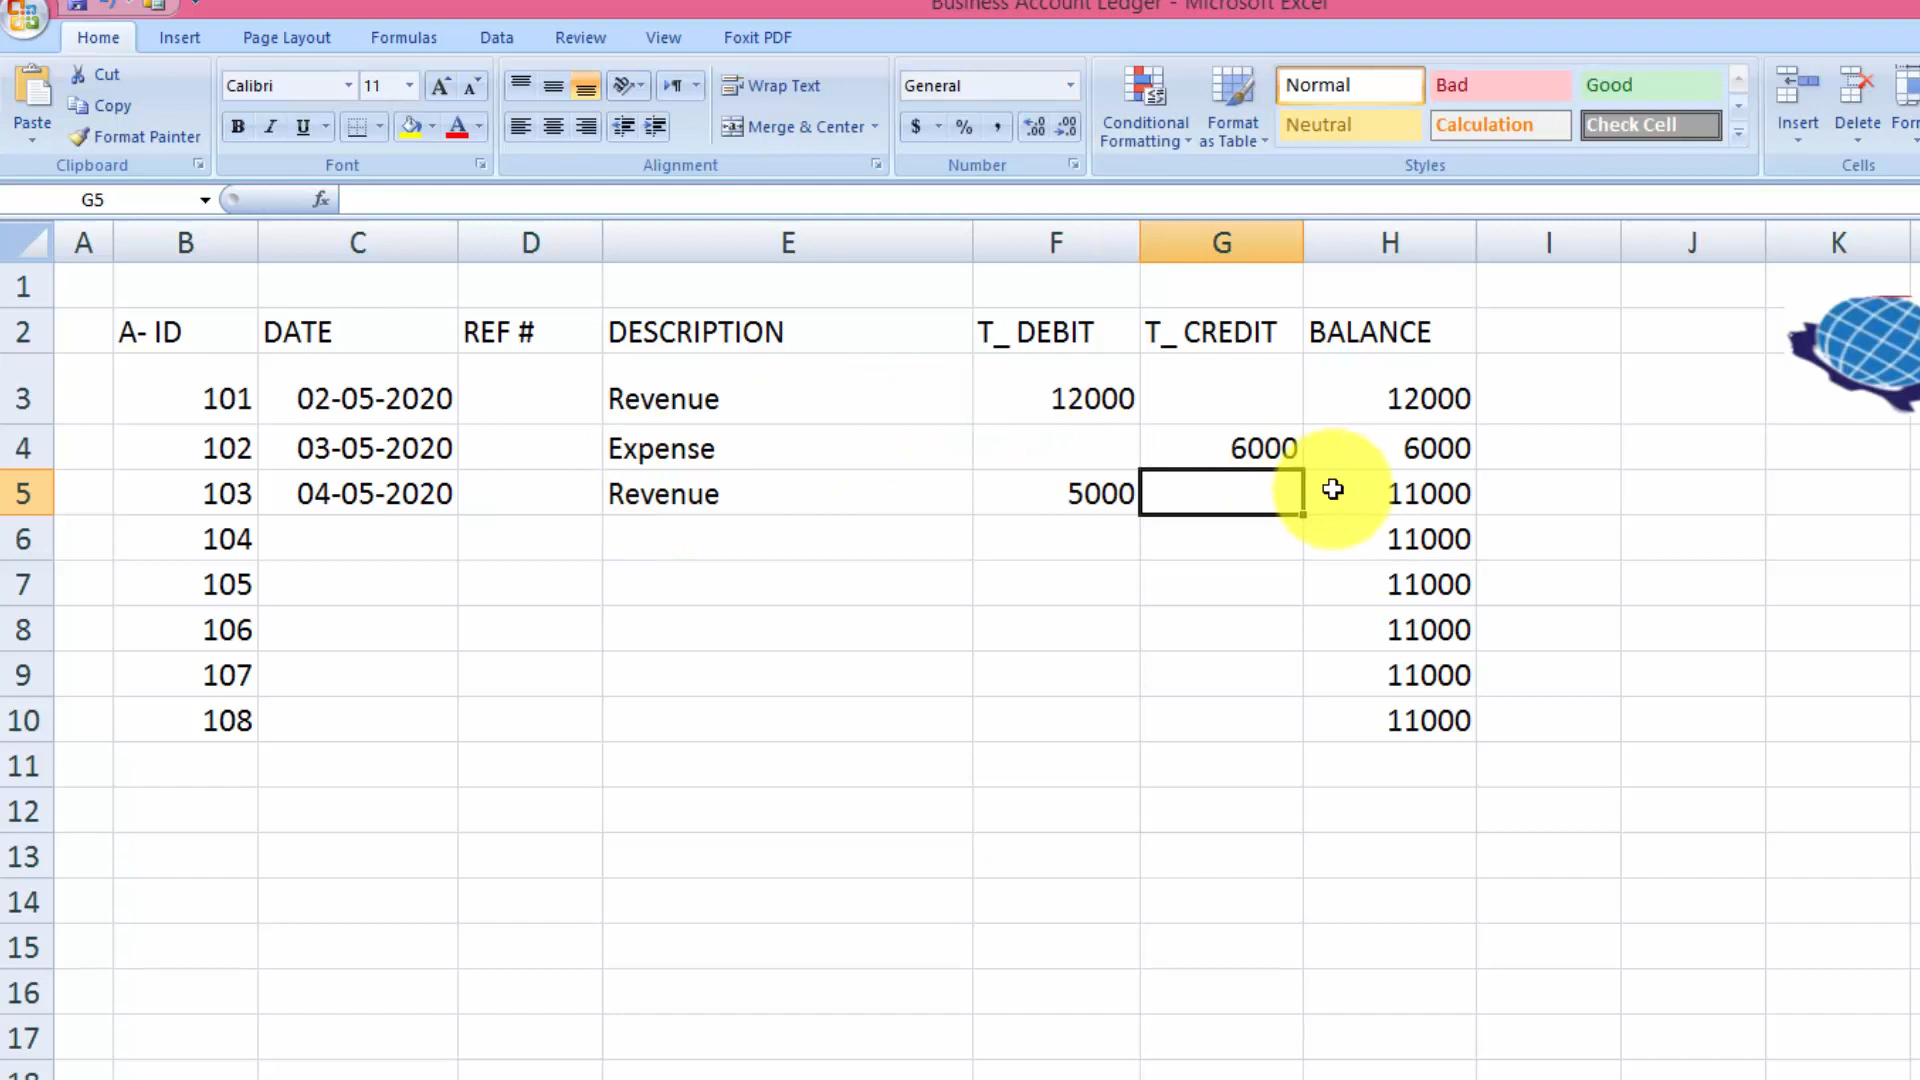 Business Account Ledger - Microsoft Excel
Home Insert Page Layout Formulas Data Review View Foxit PDF
Paste Cut Copy Format Painter
Calibri 11
Wrap Text
Merge & Center
General
Conditional Formatting
Format as Table
Normal Bad Good
Neutral Calculation Check Cell
Insert Delete
Clipboard Font Alignment Number Styles Cells
G5 fx
A B C D E F G H I J K
1
2 A- ID DATE REF # DESCRIPTION T_ DEBIT T_ CREDIT BALANCE
3 101 02-05-2020 Revenue 12000 12000
4 102 03-05-2020 Expense 6000 6000
5 103 04-05-2020 Revenue 5000 11000
6 104 11000
7 105 11000
8 106 11000
9 107 11000
10 108 11000
11
12
13
14
15
16
17